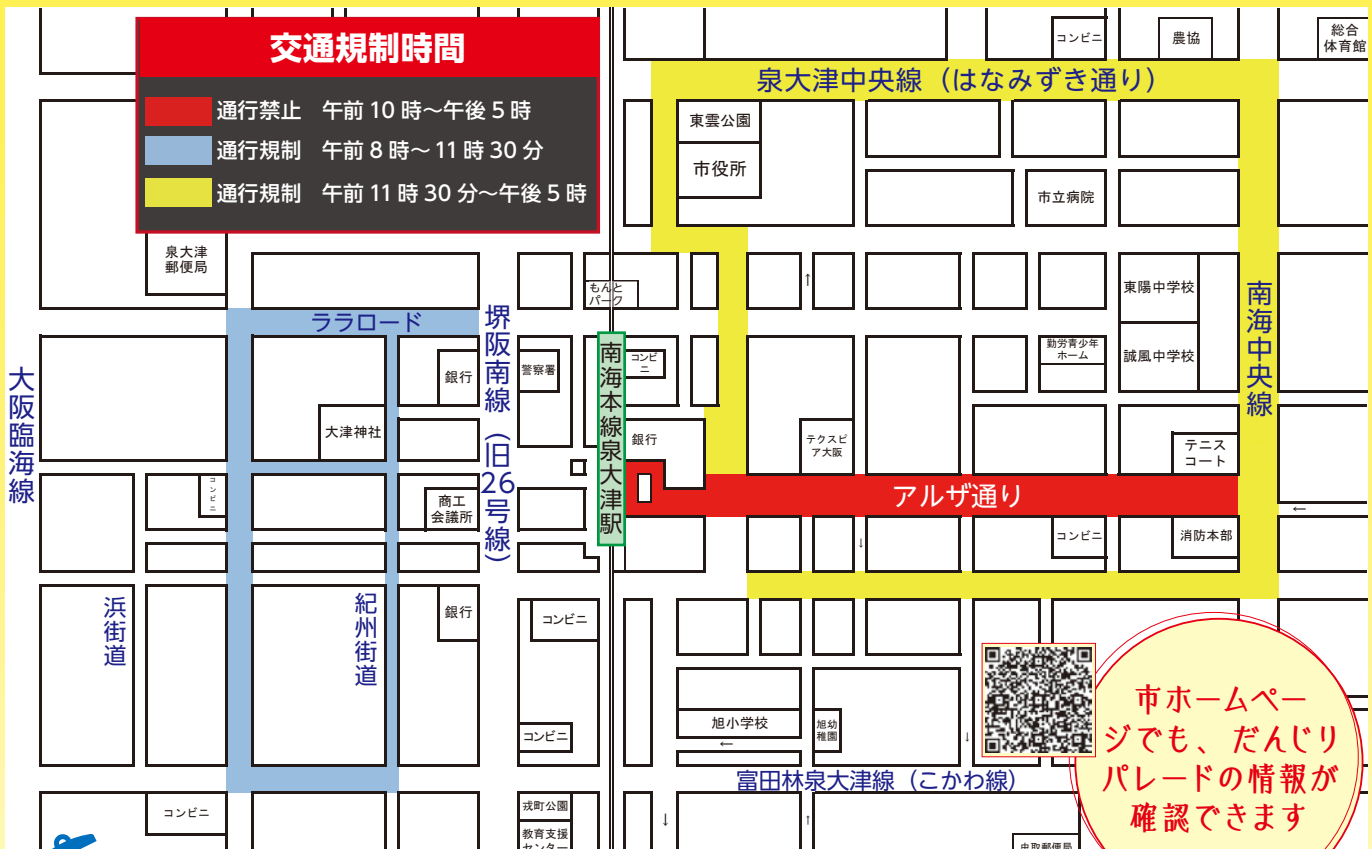 交通規制時間
通行禁止 午前 10 時～午後 5 時
通行規制 午前 8 時～ 11 時 30 分
通行規制 午前 11 時 30 分～午後 5 時
コンビニ
農協
総合
体育館
泉大津中央線（はなみずき通り）
東雲公園
市役所
市立病院
泉大津
郵便局
もんと
パーク
↑
東陽中学校
誠風中学校
勤労青少年
ホーム
南海中央線
ララロード
堺阪南線（旧26号線）
銀行
警察署
南海本線泉大津駅
コンビ
ニ
大阪臨海線
大津神社
銀行
テクスピ
ア大阪
テニス
コート
コンビニ
商工
会議所
アルザ通り
←
↓
コンビニ
消防本部
浜街道
紀州街道
銀行
コンビニ
コンビニ
旭小学校
←
旭幼
稚園
↓
富田林泉大津線（こかわ線）
市ホームペー
ジでも、だんじり
パレードの情報が
確認できます
コンビニ
戎町公園
教育支援
センター
↓
↑